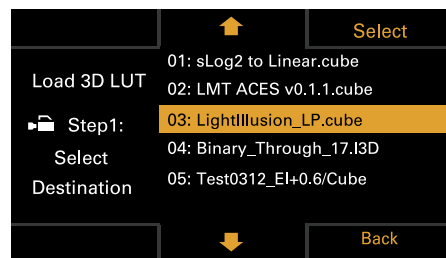 Select
Load 3D LUT
Step1:
Select
Destination
01: sLog2 to Linear.cube
02: LMT ACES v0.1.1.cube
03: LightIllusion_LP.cube
04: Binary_Through_17.I3D
05: Test0312_EI+0.6/Cube
Back